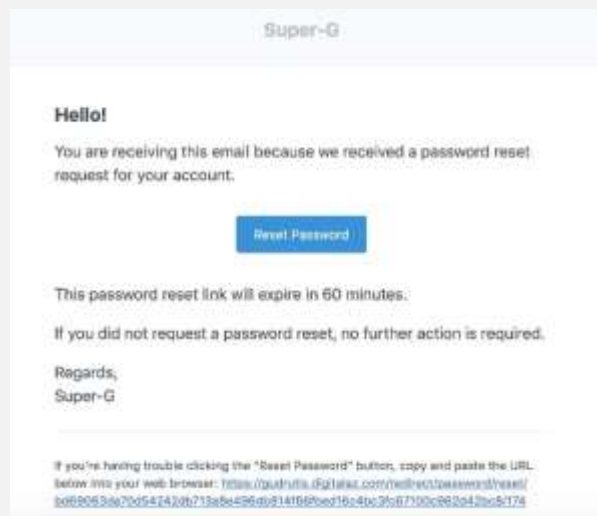 Super-G
Hello!
You are receiving this email because we received a password reset
request for your account.
Reset Password
This password reset link will expire in 60 minutes.
If you did not request a password reset, no further action is required.
Regards,
Super-G
If you're having trouble clicking the "Reset Password" button, copy and paste the URL
below into your web browser: